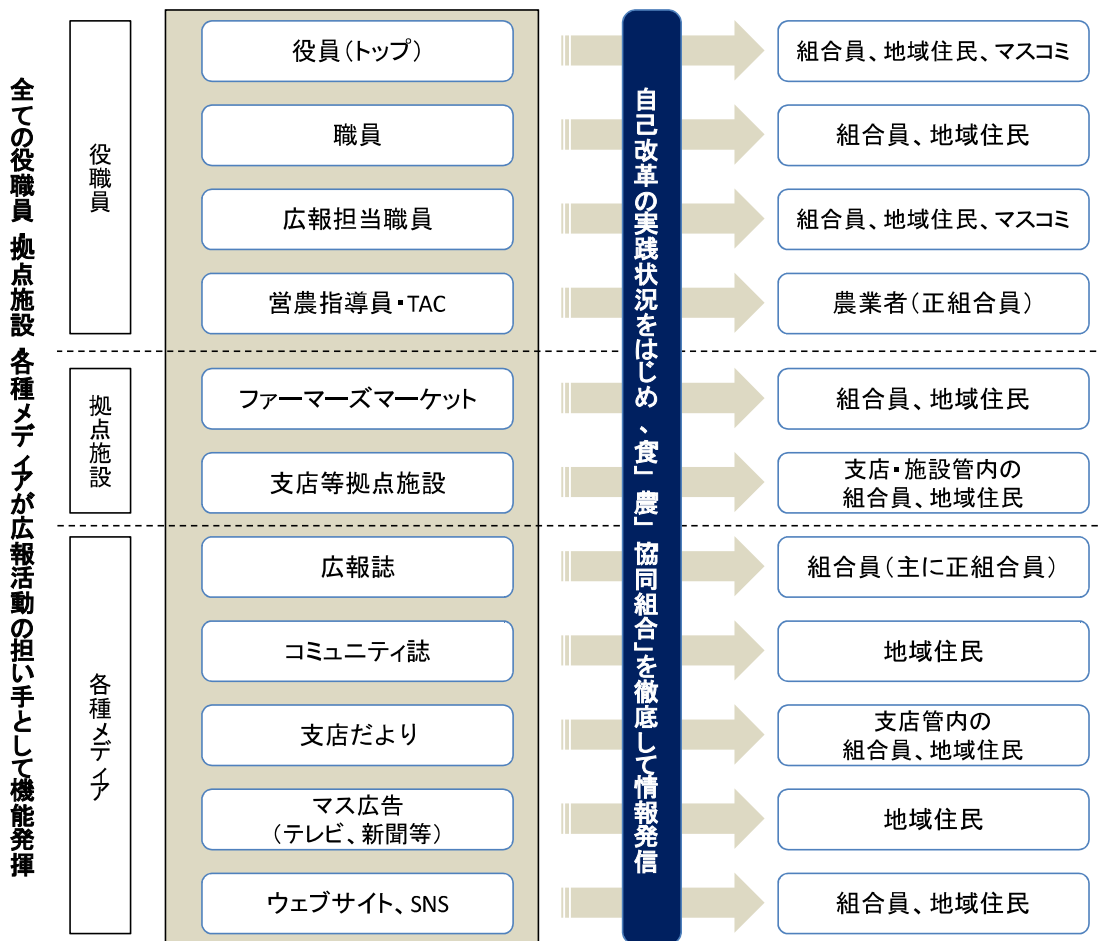 全ての役職員・拠点施設・各種メディアが広報活動の担い手として機能発揮
役職員
役員(トップ)
組合員、地域住民、マスコミ
職員
組合員、地域住民
広報担当職員
組合員、地域住民、マスコミ
営農指導員・TAC
農業者(正組合員)
拠点施設
ファーマーズマーケット
組合員、地域住民
支店等拠点施設
支店・施設管内の
組合員、地域住民
各種メディア
広報誌
組合員(主に正組合員)
コミュニティ誌
地域住民
支店だより
支店管内の
組合員、地域住民
マス広告
(テレビ、新聞等)
地域住民
ウェブサイト、SNS
組合員、地域住民
自己改革の実践状況をはじめ、「食」「農」「協同組合」を徹底して情報発信